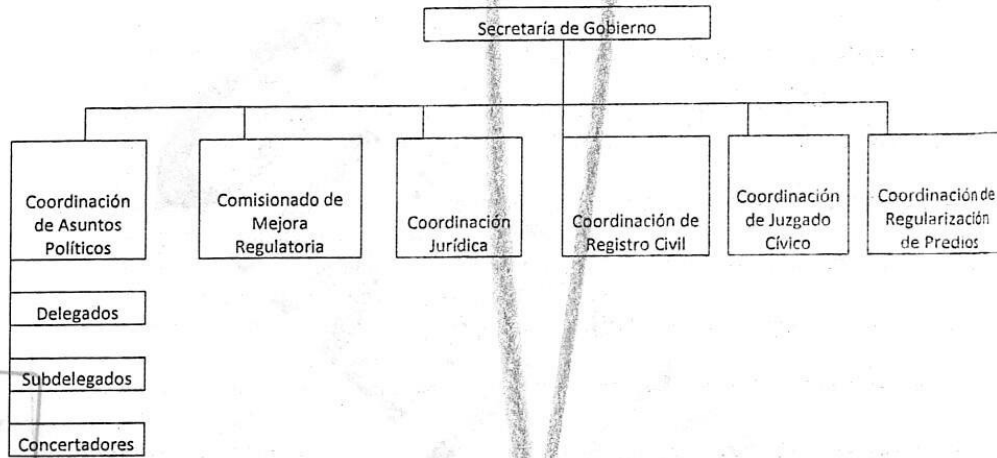 Secretaría de Gobierno
Coordinación
de Asuntos
Políticos
Comisionado de
Mejora
Regulatoria
Coordinación
Jurídica
Coordinación de
Registro Civil
Coordinación
de Juzgado
Cívico
Coordinación de
Regularización
de Predios
Delegados
Subdelegados
Concertadores